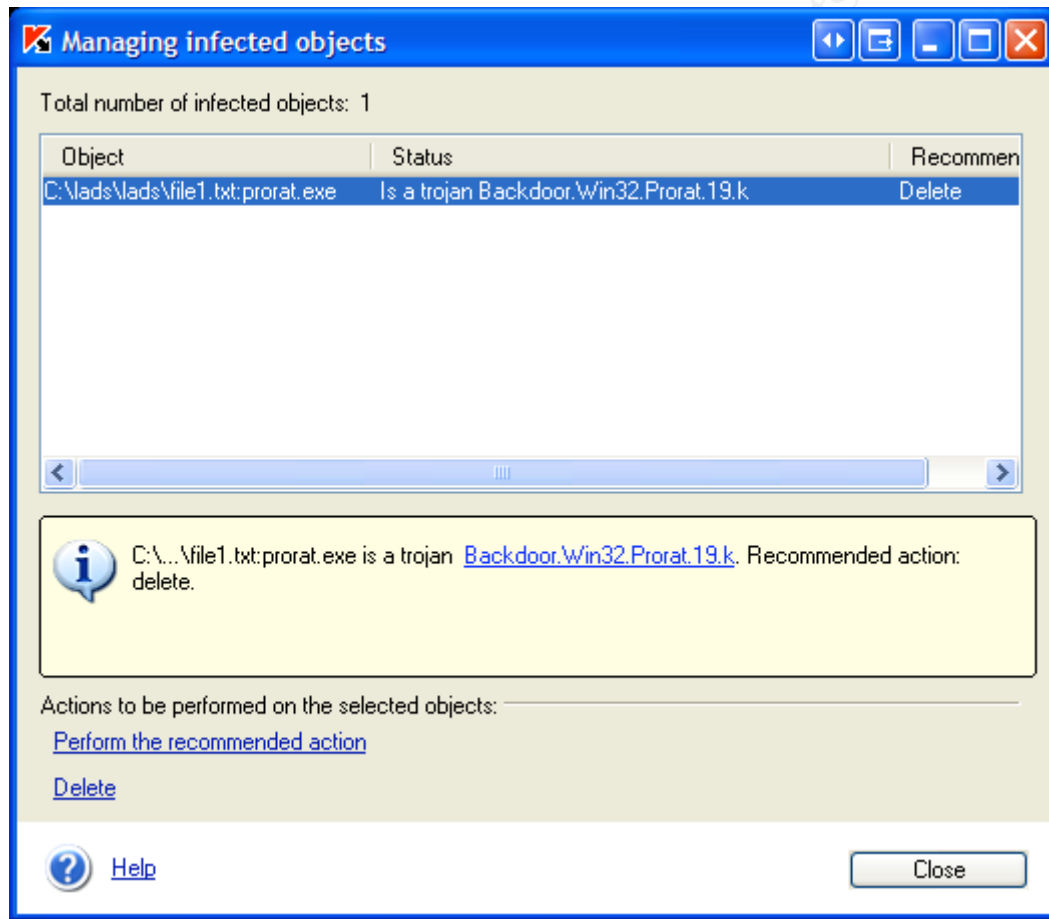 Managing infected objects
Total number of infected objects: 1
Object Status Recommen
C:\lads\lads\file1.txt:prorat.exe Is a trojan Backdoor.Win32.Prorat.19.k Delete
C:\...\file1.txt:prorat.exe is a trojan Backdoor.Win32.Prorat.19.k. Recommended action:
delete.
Actions to be performed on the selected objects:
Perform the recommended action
Delete
Help
Close